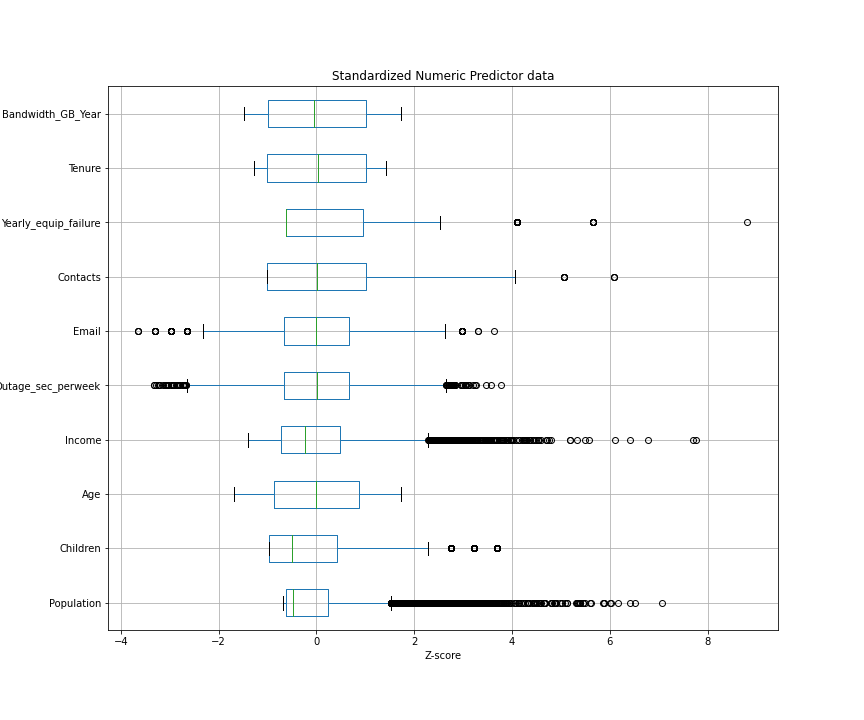 Standardized Numeric Predictor data
Bandwidth_GB_Year
Tenure
Yearly_equip_failure
Contacts
Email
Outage_sec_perweek
Income
Age
Children
Population
−4 −2 0 2 4 6 8
Z-score